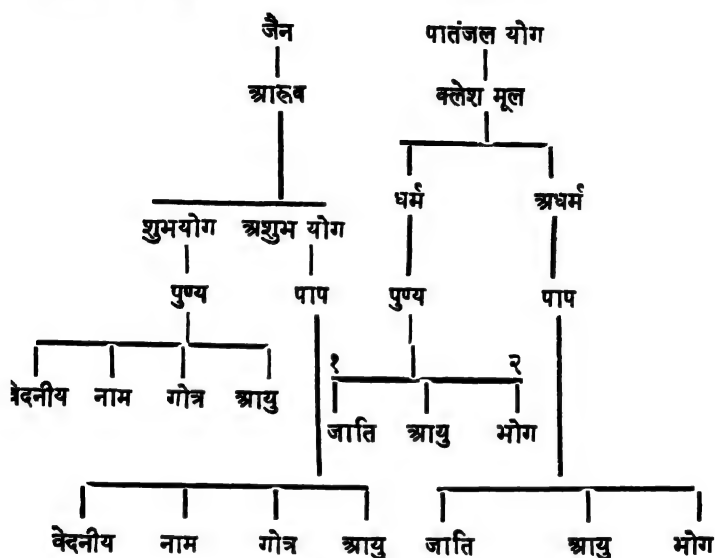 जैन पातंजल योग
आस्रव क्लेश मूल
धर्म अधर्म
शुभयोग अशुभ योग
पुण्य पाप पुण्य पाप
१ २
वेदनीय नाम गोत्र आयु
जाति आयु भोग
वेदनीय नाम गोत्र आयु जाति आयु भोग